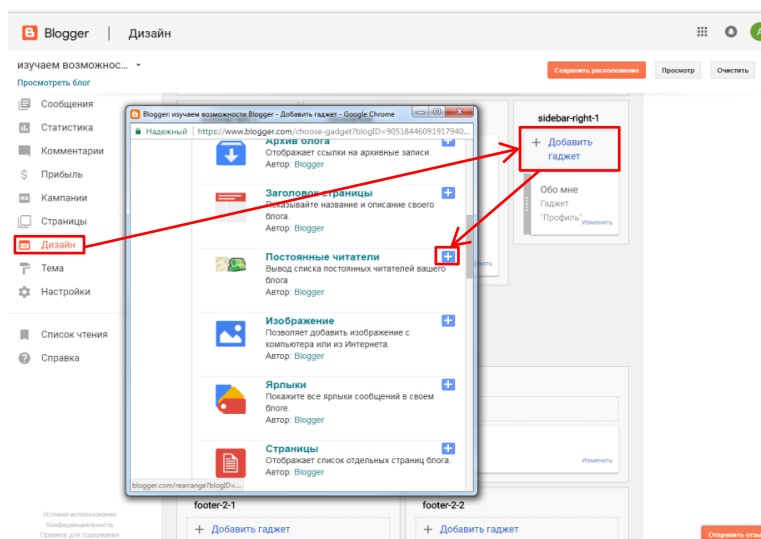 Blogger | Дизайн
изучаем возможнос...
Просмотреть блог
Сохранить расположение
Просмотр
Очистить
Сообщения
Статистика
Комментарии
Прибыль
Кампании
Страницы
Дизайн
Тема
Настройки
Список чтения
Справка
Условия использования
Конфиденциальность
Правила для содержания
Blogger: изучаем возможности Blogger - Добавить гаджет - Google Chrome
Надежный | https://www.blogger.com/choose-gadget?blogID=90518446091917940...
Архив блога
Отображает ссылки на архивные записи.
Автор: Blogger
Заголовок страницы
Показывайте название и описание своего
блога.
Автор: Blogger
Постоянные читатели
Вывод списка постоянных читателей вашего
блога
Автор: Blogger
Изображение
Позволяет добавить изображение с
компьютера или из Интернета.
Автор: Blogger
Ярлыки
Покажите все ярлыки сообщений в своем
блоге.
Автор: Blogger
Страницы
Отображает список отдельных страниц блога.
Автор: Blogger
blogger.com/rearrange?blogID=...
sidebar-right-1
+ Добавить
гаджет
Обо мне
Гаджет
"Профиль"
Изменить
Изменить
footer-2-1
+ Добавить гаджет
footer-2-2
+ Добавить гаджет
Отправить отзы